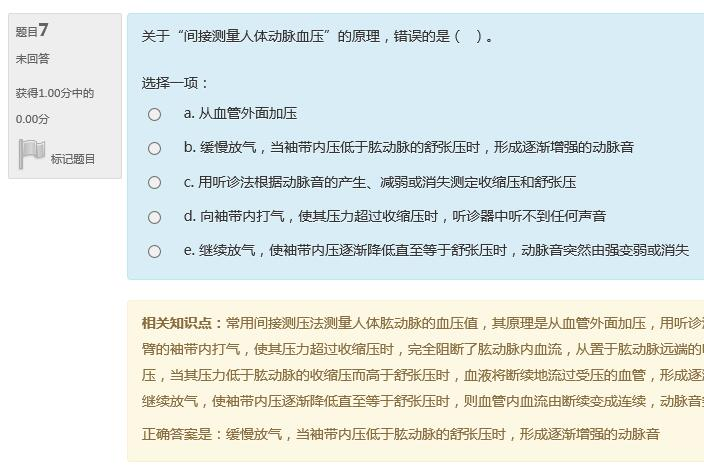 题目7
未回答
获得1.00分中的
0.00分
标记题目
关于“间接测量人体动脉血压”的原理，错误的是（　）。
选择一项：
a. 从血管外面加压
b. 缓慢放气，当袖带内压低于肱动脉的舒张压时，形成逐渐增强的动脉音
c. 用听诊法根据动脉音的产生、减弱或消失测定收缩压和舒张压
d. 向袖带内打气，使其压力超过收缩压时，听诊器中听不到任何声音
e. 继续放气，使袖带内压逐渐降低直至等于舒张压时，动脉音突然由强变弱或消失
相关知识点：常用间接测压法测量人体肱动脉的血压值，其原理是从血管外面加压，用听诊
臂的袖带内打气，使其压力超过收缩压时，完全阻断了肱动脉内血流，从置于肱动脉远端的
压，当其压力低于肱动脉的收缩压而高于舒张压时，血液将断续地流过受压的血管，形成逐
继续放气，使袖带内压逐渐降低直至等于舒张压时，则血管内血流由断续变成连续，动脉音
正确答案是：缓慢放气，当袖带内压低于肱动脉的舒张压时，形成逐渐增强的动脉音